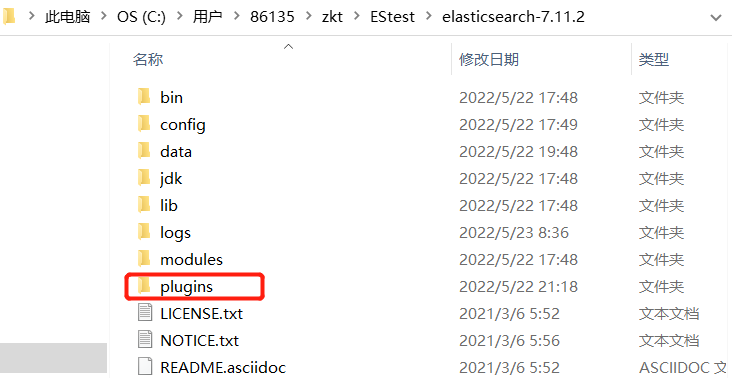 此电脑 > OS (C:) > 用户 > 86135 > zkt > EStest > elasticsearch-7.11.2
名称 修改日期 类型
bin 2022/5/22 17:48 文件夹
config 2022/5/22 17:49 文件夹
data 2022/5/22 19:48 文件夹
jdk 2022/5/22 17:48 文件夹
lib 2022/5/22 17:48 文件夹
logs 2022/5/23 8:36 文件夹
modules 2022/5/22 17:48 文件夹
plugins 2022/5/22 21:18 文件夹
LICENSE.txt 2021/3/6 5:52 文本文档
NOTICE.txt 2021/3/6 5:56 文本文档
README.asciidoc 2021/3/6 5:52 ASCIIDOC 文